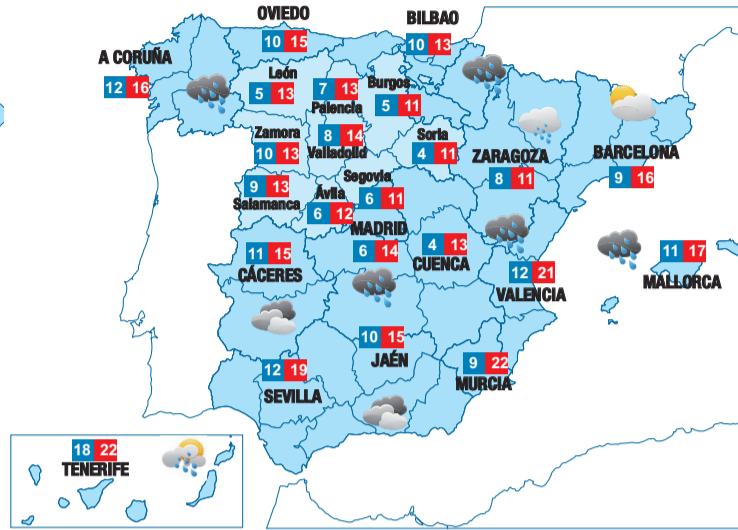 OVIEDO
10 15
BILBAO
10 13
A CORUÑA
12 16
León
5 13
7 13
Palencia
Burgos
5 11
Zamora
10 13
8 14
Valladolid
Soria
4 11
ZARAGOZA
8 11
BARCELONA
9 16
9 13
Salamanca
Ávila
6 12
Segovia
6 11
MADRID
6 14
4 13
CUENCA
11 15
CÁCERES
12 21
VALENCIA
11 17
MALLORCA
10 15
JAÉN
9 22
MURCIA
12 19
SEVILLA
18 22
TENERIFE